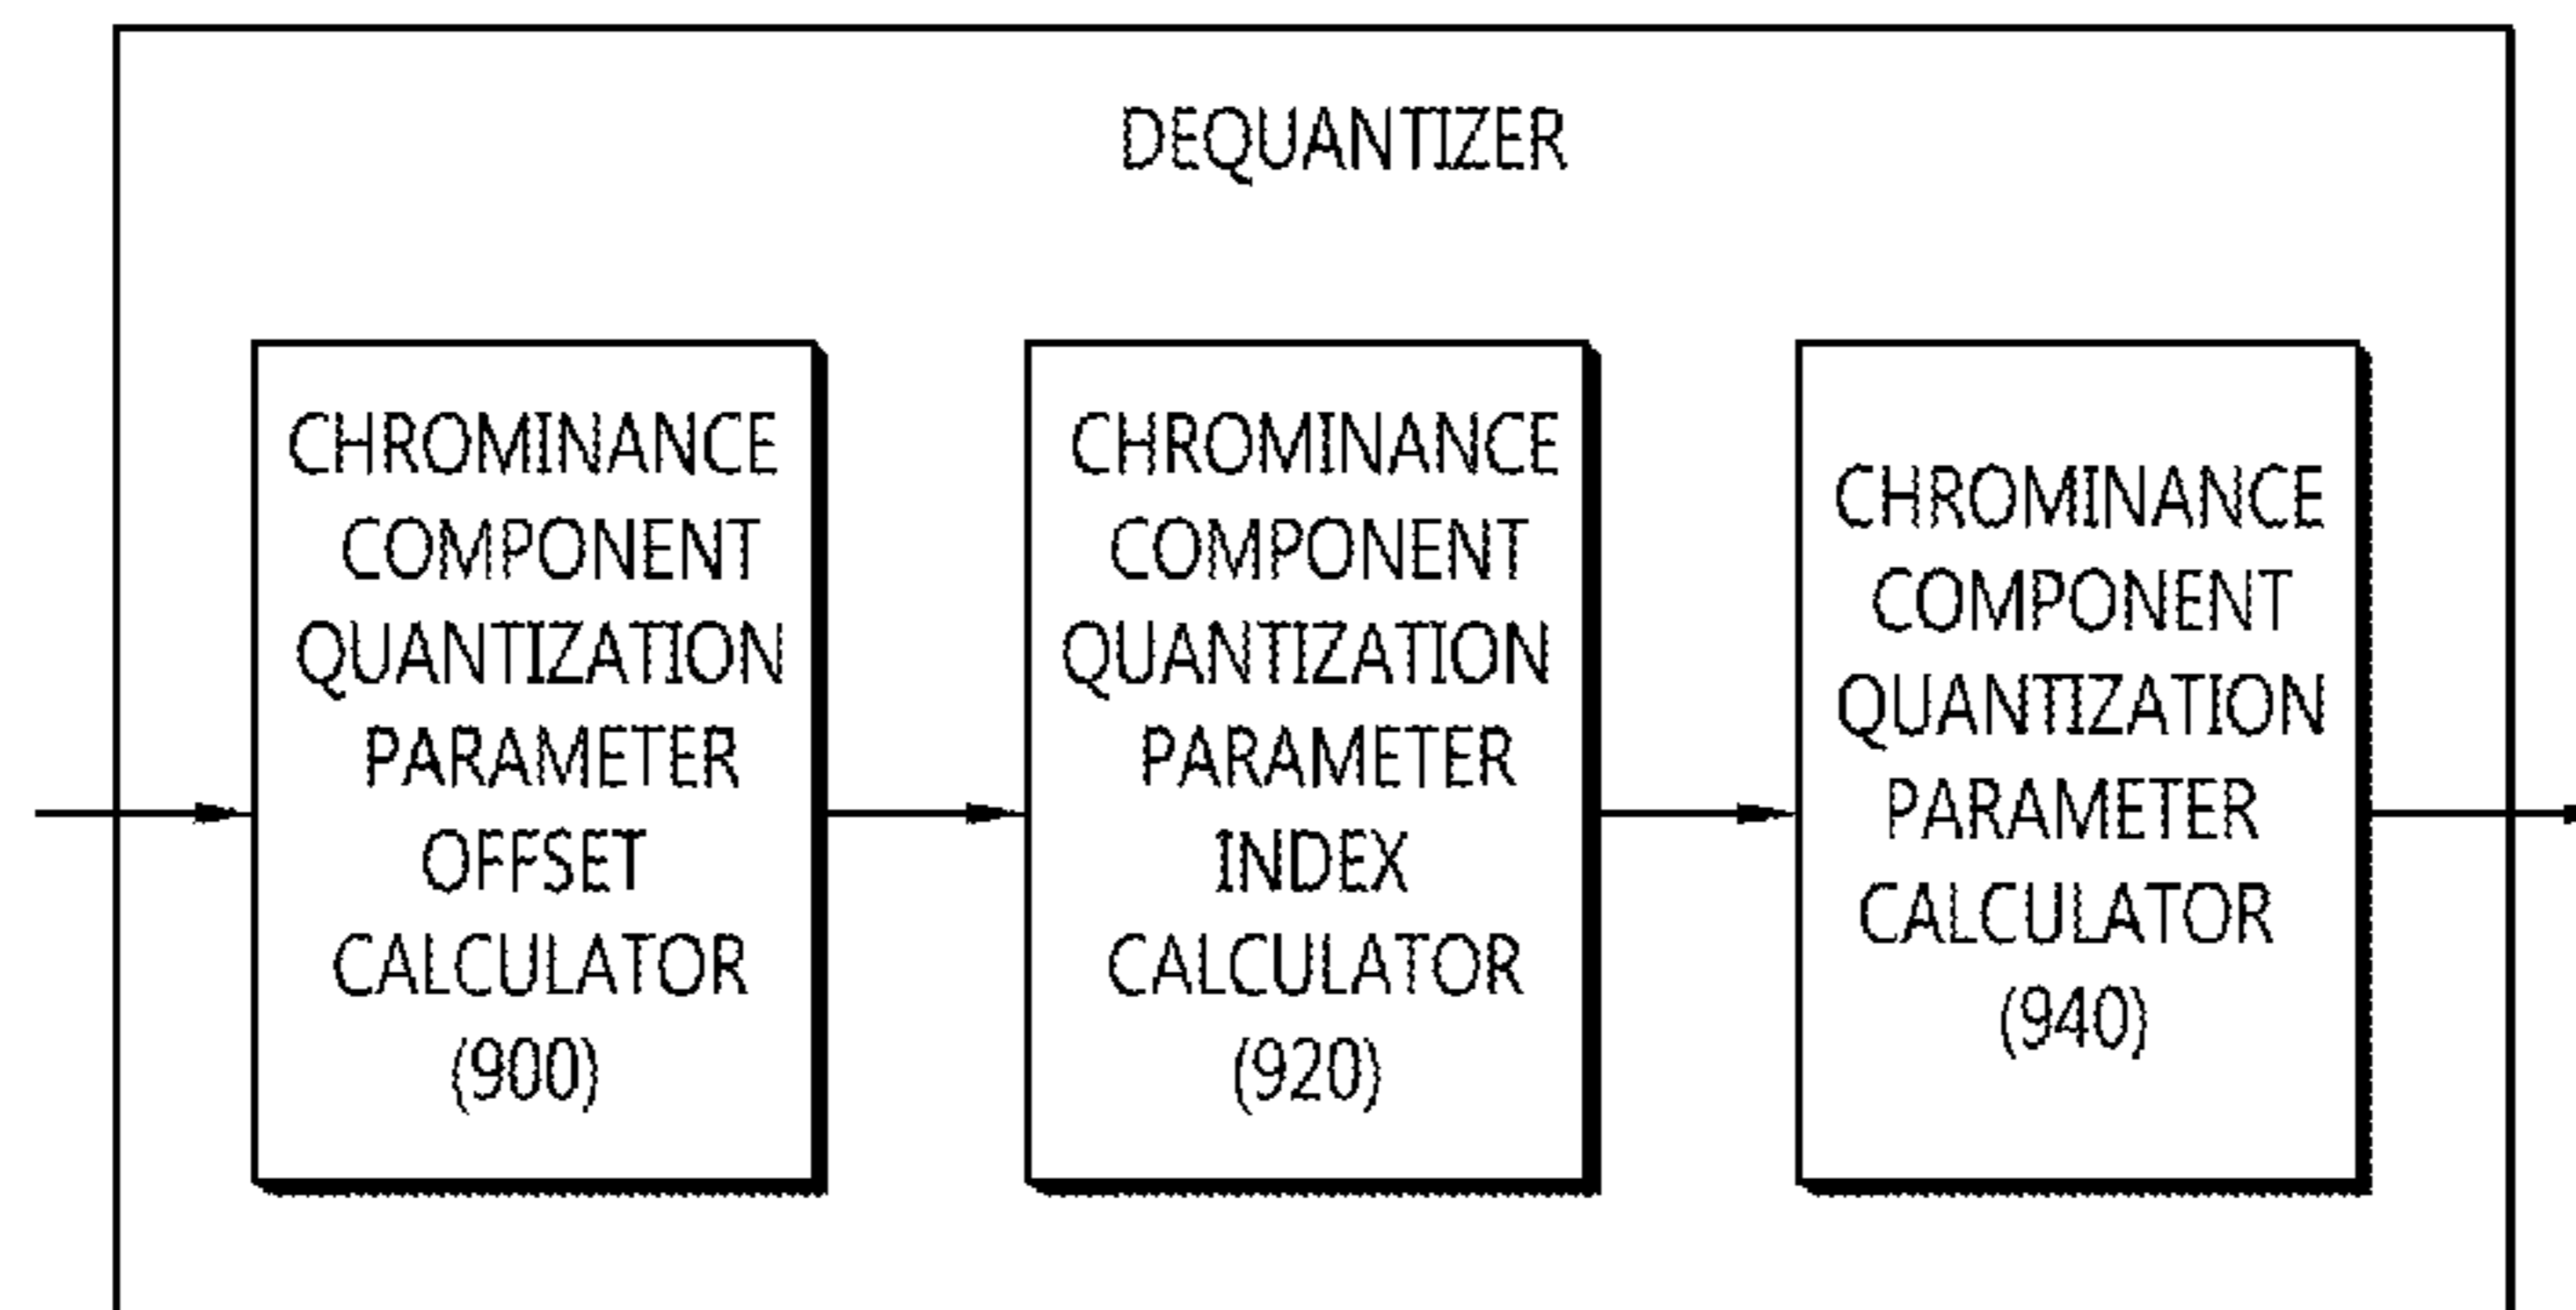 DEQUANTIZER
CHROMINANCE
COMPONENT
QUANTIZATION
PARAMETER
OFFSET
CALCULATOR
(900)
CHROMINANCE
COMPONENT
QUANTIZATION
PARAMETER
INDEX
CALCULATOR
(920)
CHROMINANCE
COMPONENT
QUANTIZATION
PARAMETER
CALCULATOR
(940)